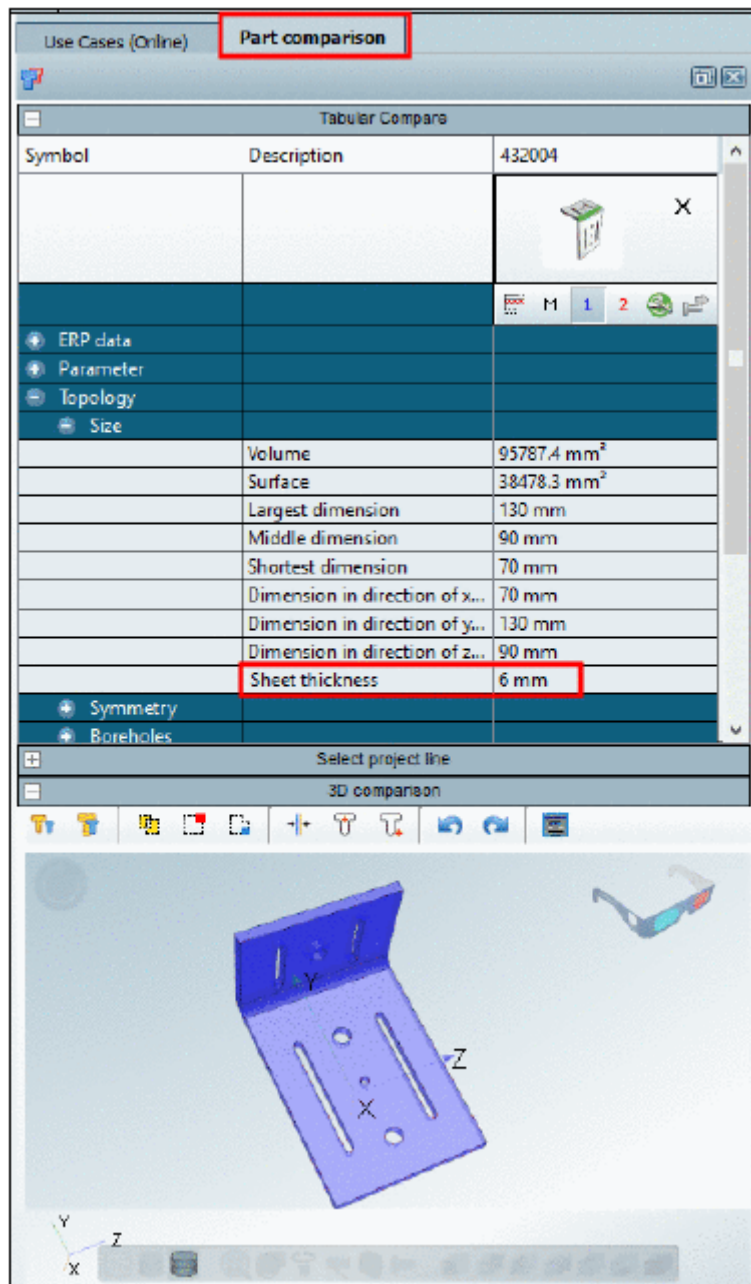 Use Cases (Online) Part comparison
Tabular Compare
Symbol Description 432004
X
M 1 2
ERP data
Parameter
Topology
Size
Volume 95787.4 mm²
Surface 38478.3 mm²
Largest dimension 130 mm
Middle dimension 90 mm
Shortest dimension 70 mm
Dimension in direction of x... 70 mm
Dimension in direction of y... 130 mm
Dimension in direction of z... 90 mm
Sheet thickness 6 mm
Symmetry
Boreholes
Select project line
3D comparison
Y
Z
X
Y
Z
X